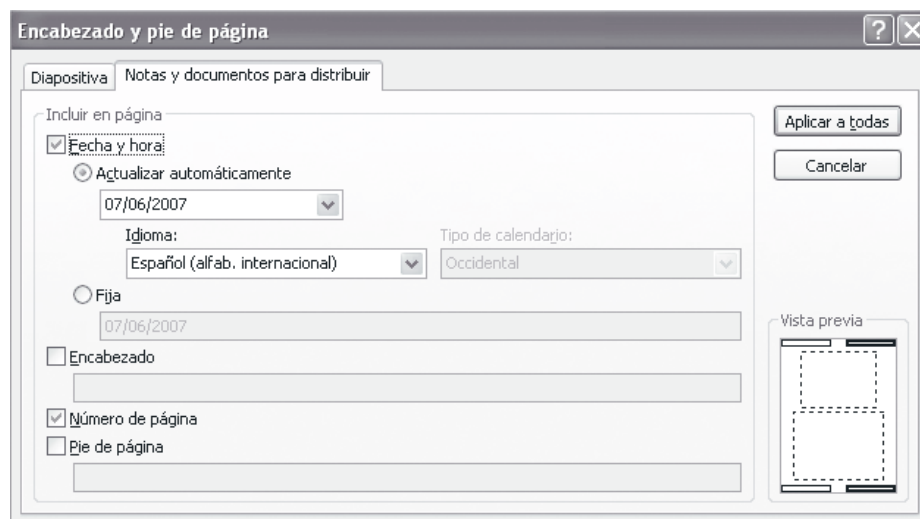 Encabezado y pie de página
Diapositiva
Notas y documentos para distribuir
Incluir en página
Fecha y hora
Actualizar automáticamente
07/06/2007
Idioma:
Tipo de calendario:
Español (alfab. internacional)
Occidental
Fija
07/06/2007
Encabezado
Número de página
Pie de página
Aplicar a todas
Cancelar
Vista previa